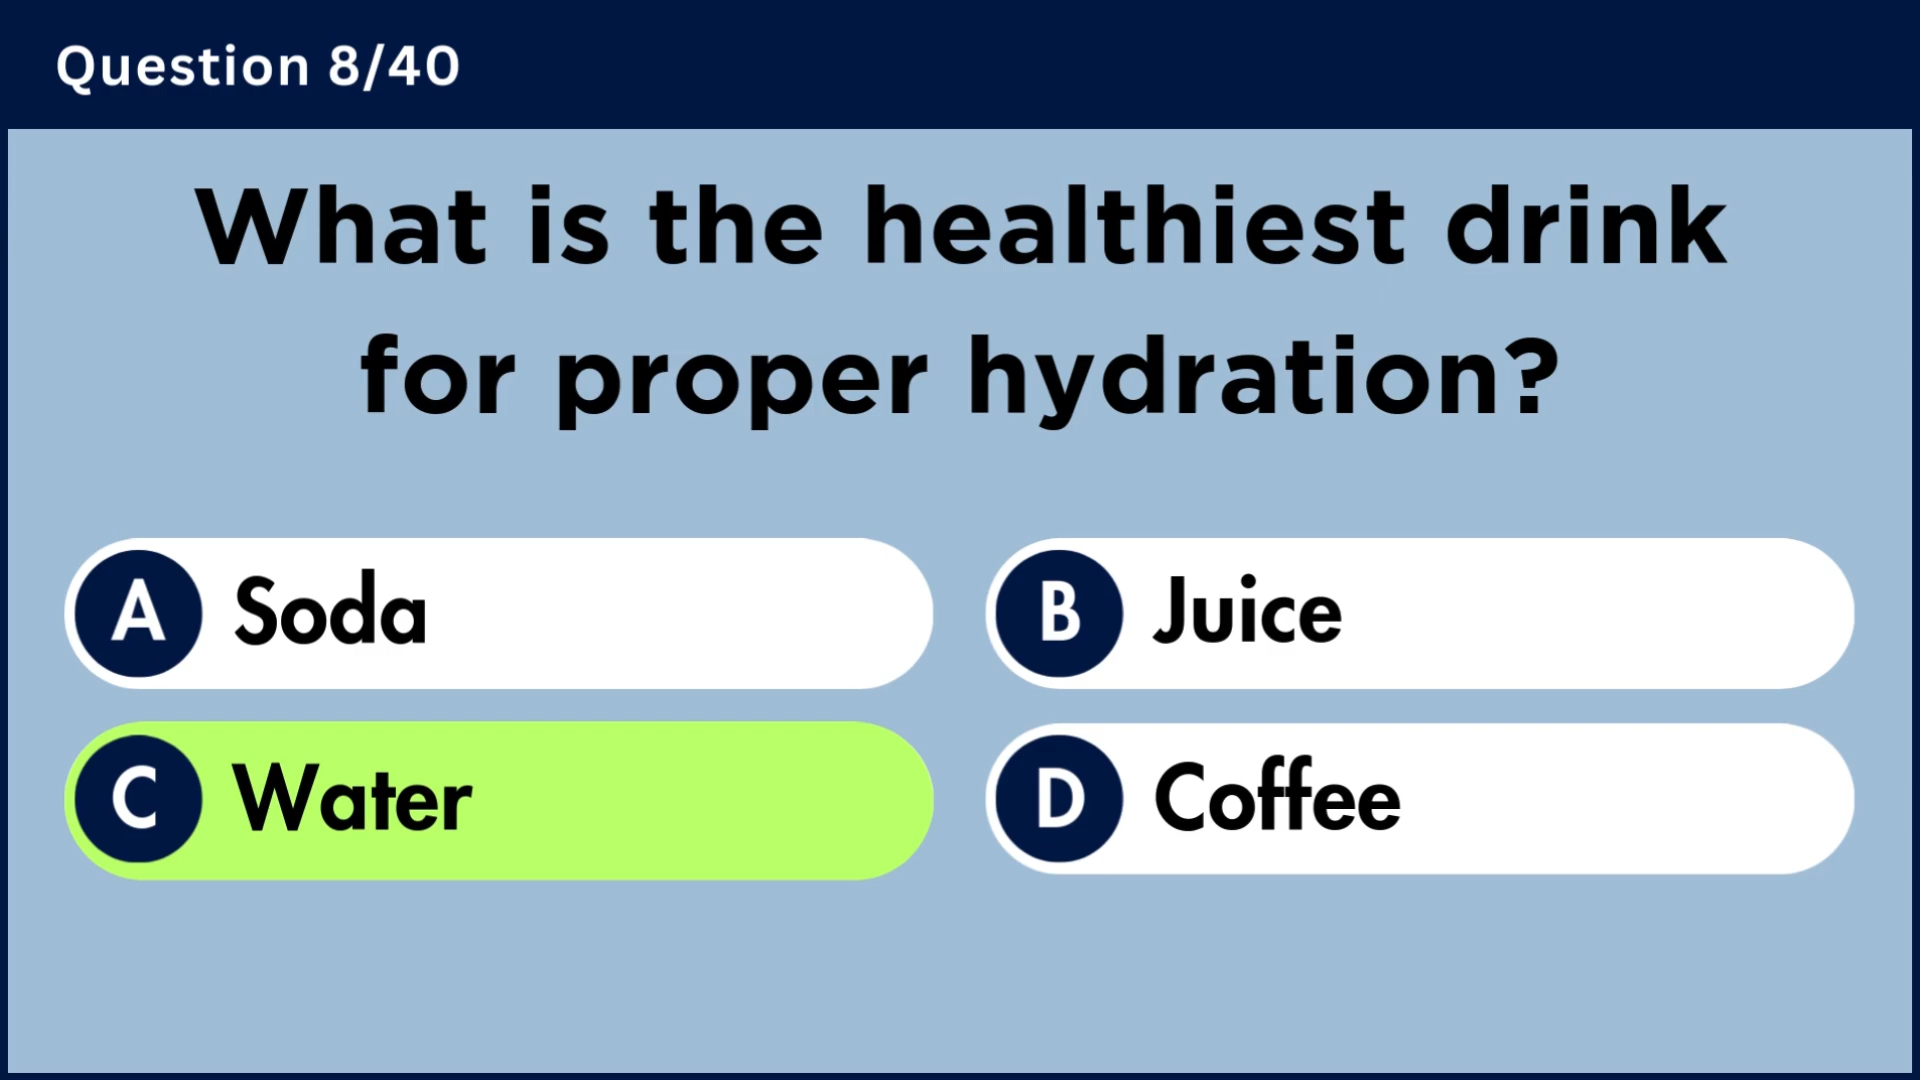 Question 8/40
What is the healthiest drink
for proper hydration?
A Soda
B Juice
C Water
D Coffee